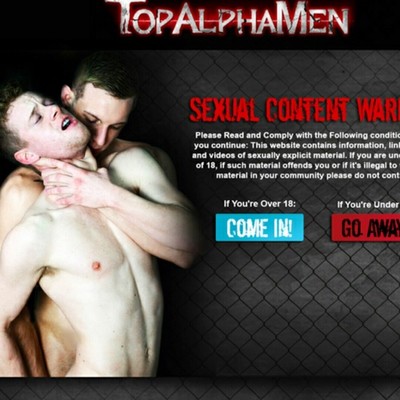 TopAlphaMen
Sexual Content War
Please Read and Comply with the Following conditio
you continue: This website contains information, lin
and videos of sexually explicit material. If you are un
of 18, if such material offends you or if it's illegal to
material in your community please do not cont
If You're Over 18: If You're Under
Come in! Go Away